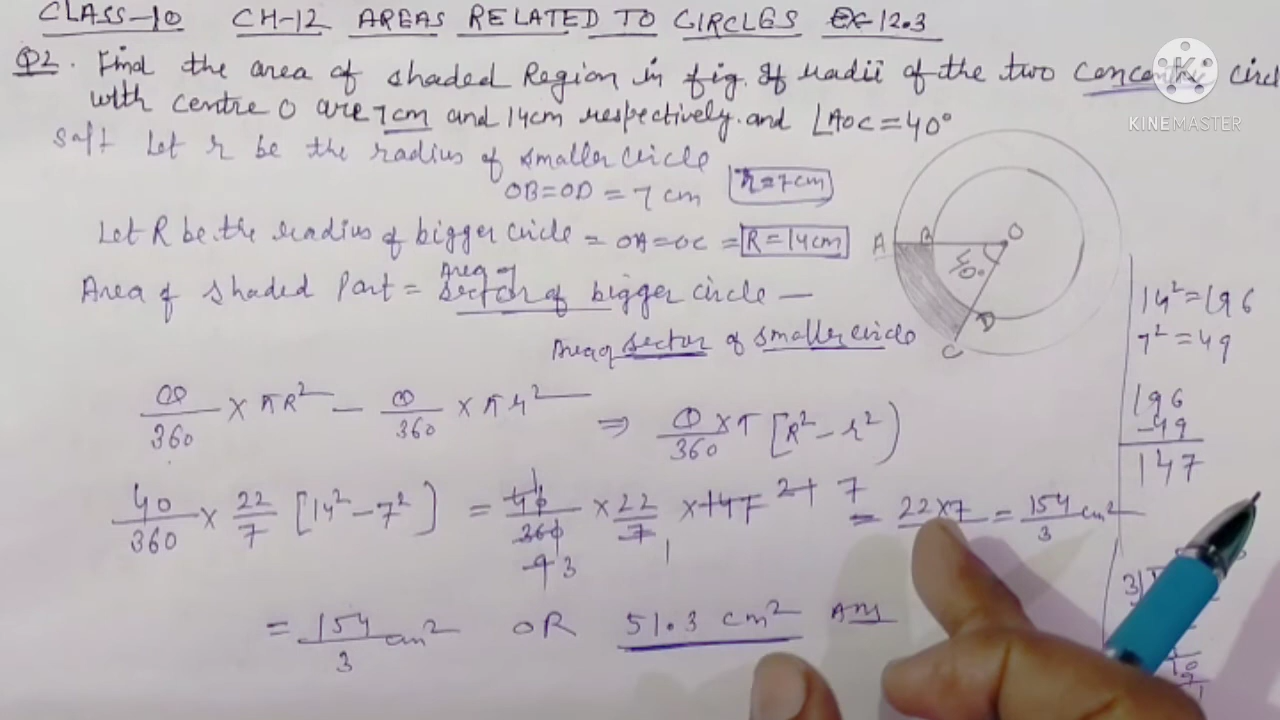 CLASS-10 CH-12 AREAS RELATED TO CIRCLES EX-12.3
Q2. Find the area of shaded Region in fig. If radii of the two concentric circl
with centre O are 7cm and 14cm respectively. and ∠AOC = 40°
KINEMASTER
Let r be the radius of smaller circle
OB = OD = 7 cm r = 7cm
Let R be the radius of bigger circle = OA = OC = R = 14cm
Area of shaded Part = Area of sector of bigger circle —
Area of sector of smaller circle
A B O
40°
D
C
14² = 196
7² = 49
196
-49
147
θ/360 × πR² - θ/360 × πr² ⇒ θ/360 × π [R² - r²)
40/360 × 22/7 [14² - 7²] = 40/360 × 22/7 × 147 21 7 = 22×7 = 154/3 cm²
1
9 3 1
= 154/3 cm² OR 51.3 cm² Ans